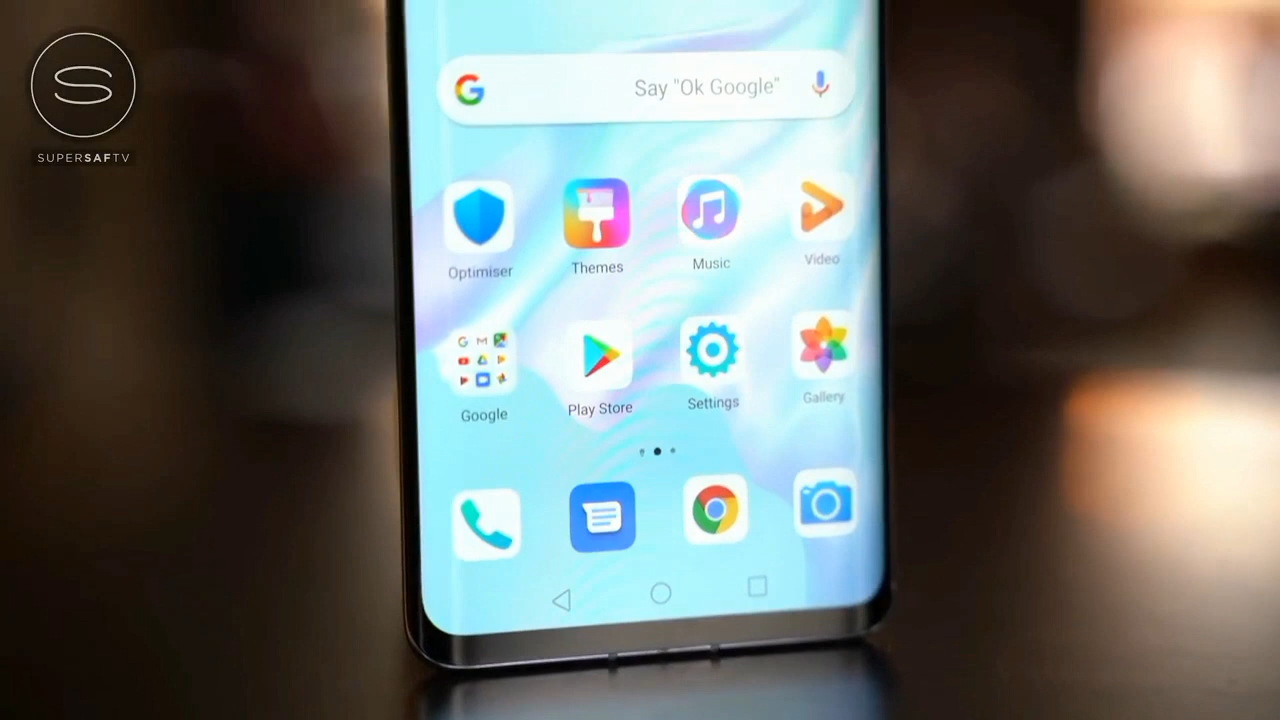 SUPERSAFTV
Say "Ok Google"
Optimiser
Themes
Music
Video
Google
Play Store
Settings
Gallery